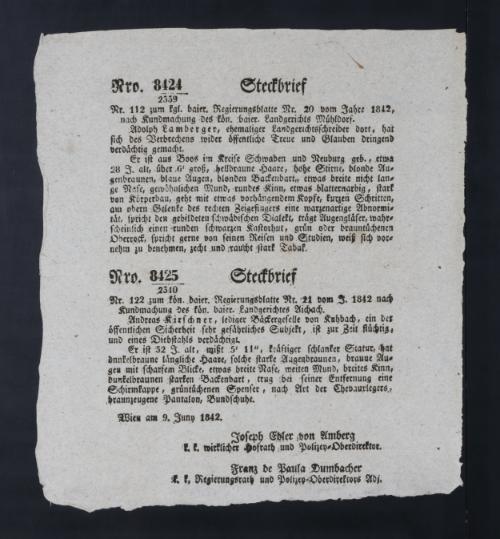 Nro. 8424 Steckbrief
2339
Nr. 112 zum kgl. baier. Regierungsblatte Nr. 20 vom Jahre 1842,
nach Kundmachung des kön. baier. Landgerichts Mühldorf.
Adolph Lamberger, ehemaliger Landgerichtsschreiber dort, hat
sich des Verbrechens wider öffentliche Treue und Glauben dringend
verdächtig gemacht.
Er ist aus Boos im Kreise Schwaden und Neuburg geb., etwa
28 J. alt, über 6' groß, hellbraune Haare, hohe Stirne, blonde Au-
genbraunen, blaue Augen, blonden Backenbart, etwas breite nicht lan-
ge Nase, gewöhnlichen Mund, rundes Kinn, etwas blatternarbig, stark
von Körperbau, geht mit etwas vorhängendem Kopfe, kurzen Schritten,
am obern Gelenke des rechten Zeigefingers eine warzenartige Abnormi-
tät, spricht den gebildeten schwäbischen Dialekt, trägt Augengläser, wahr-
scheinlich einen runden schwarzen Kastorhut, grün oder brauntüchenen
Oberrock, spricht gerne von seinen Reisen und Studien, weiß sich vor-
nehm zu benehmen, zecht und raucht stark Tabak.
Nro. 8425 Steckbrief
2340
Nr. 122 zum kön. baier. Regierungsblatte Nr. 21 vom J. 1842 nach
Kundmachung des kön. baier. Landgerichtes Aichach.
Andreas Kärschner, lediger Bäckergeselle von Kuhbach, ein der
öffentlichen Sicherheit sehr gefährliches Subjekt, ist zur Zeit flüchtig,
und eines Diebstahls verdächtig.
Er ist 32 J. alt, mißt 5' 11", kräftiger schlanker Statur, hat
dunkelbraune längliche Haare, solche starke Augenbraunen, braune Au-
gen mit scharfem Blicke, etwas breite Nase, weiten Mund, breites Kinn,
dunkelbraunen starken Backenbart, trug bei seiner Entfernung eine
Schirmkappe, grüntüchenen Spenser, nach Art der Chevauxlegers,
braunzeugene Pantalon, Bundschuhe.
Wien am 9. Juny 1842.
Joseph Ehler von Amberg
k. k. wirklicher Hofrath und Polizey-Oberdirektor.
Franz de Paula Dumbacher
k. k. Regierungsrath und Polizey-Oberdirektors Adj.